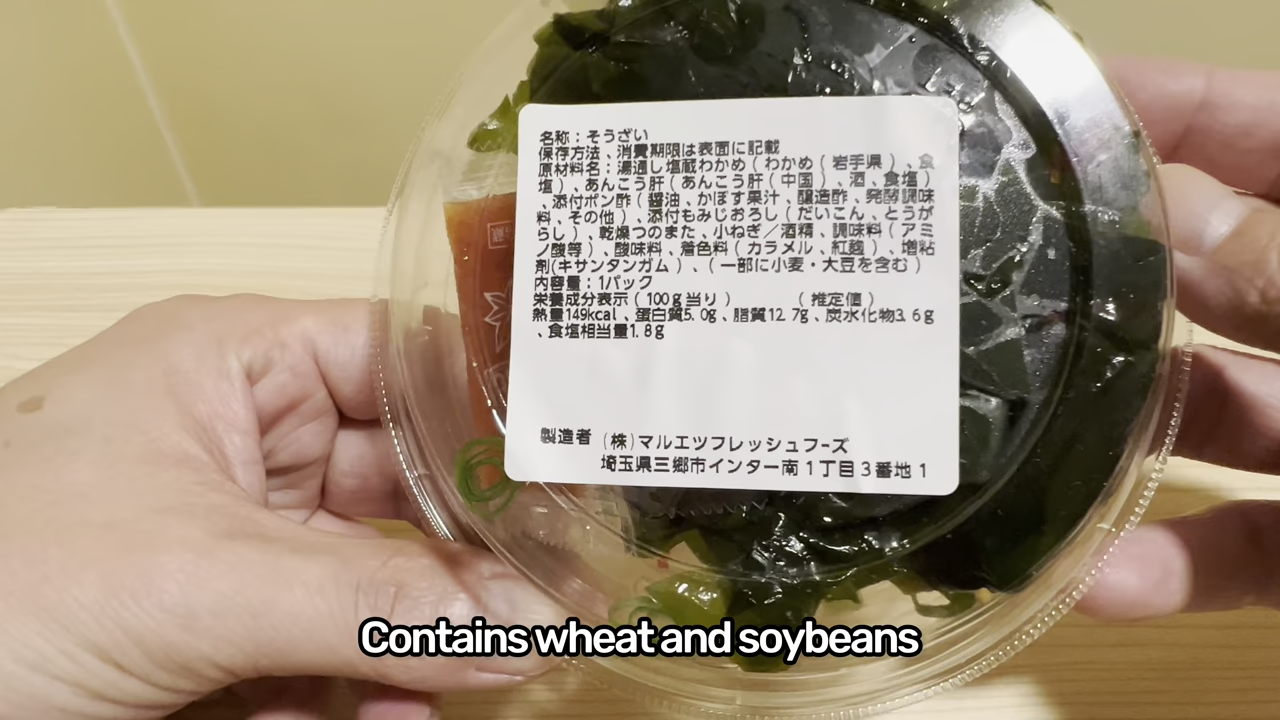 名称：そうざい
保存方法、消費期限は表面に記載
原材料名：湯通し塩蔵わかめ（わかめ（岩手県）、食
塩）、あんこう肝（あんこう肝（中国）、酒、食塩）
、添付ポン酢（醤油、かぼす果汁、醸造酢、発酵調味
料、その他）、添付もみじおろし（だいこん、とうが
らし）、乾燥つのまた、小ねぎ／酒精、調味料（アミ
ノ酸等）、酸味料、着色料（カラメル、紅麹）、増粘
剤(キサンタンガム）、（一部に小麦・大豆を含む）
内容量：1パック
栄養成分表示（100g当り）　（推定値）
熱量149kcal、蛋白質5.0g、脂質12.7g、炭水化物3.6g
、食塩相当量1.8g
製造者 (株)マルエツフレッシュフーズ
埼玉県三郷市インター南１丁目３番地１
Contains wheat and soybeans